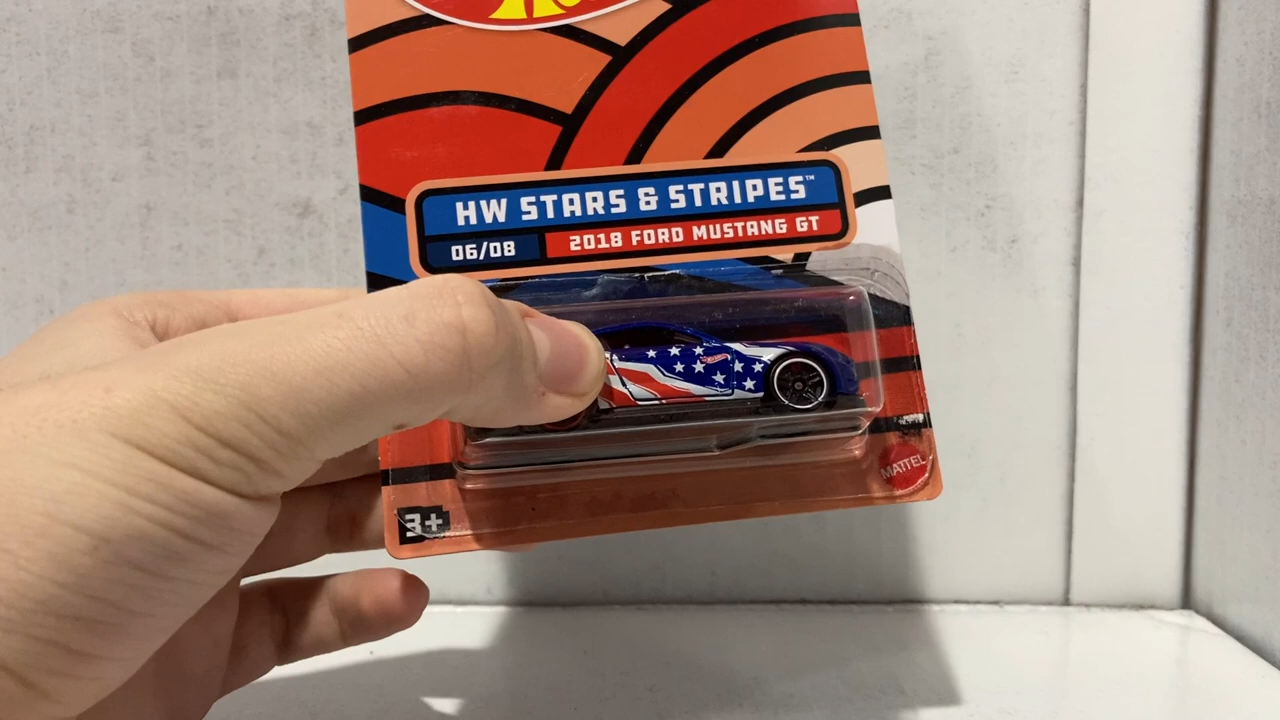 HW STARS & STRIPES™
06/08
2018 FORD MUSTANG GT
MATTEL
3+